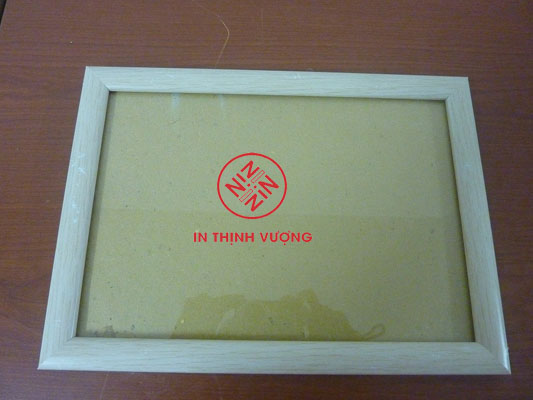 IN THỊNH VƯỢNG